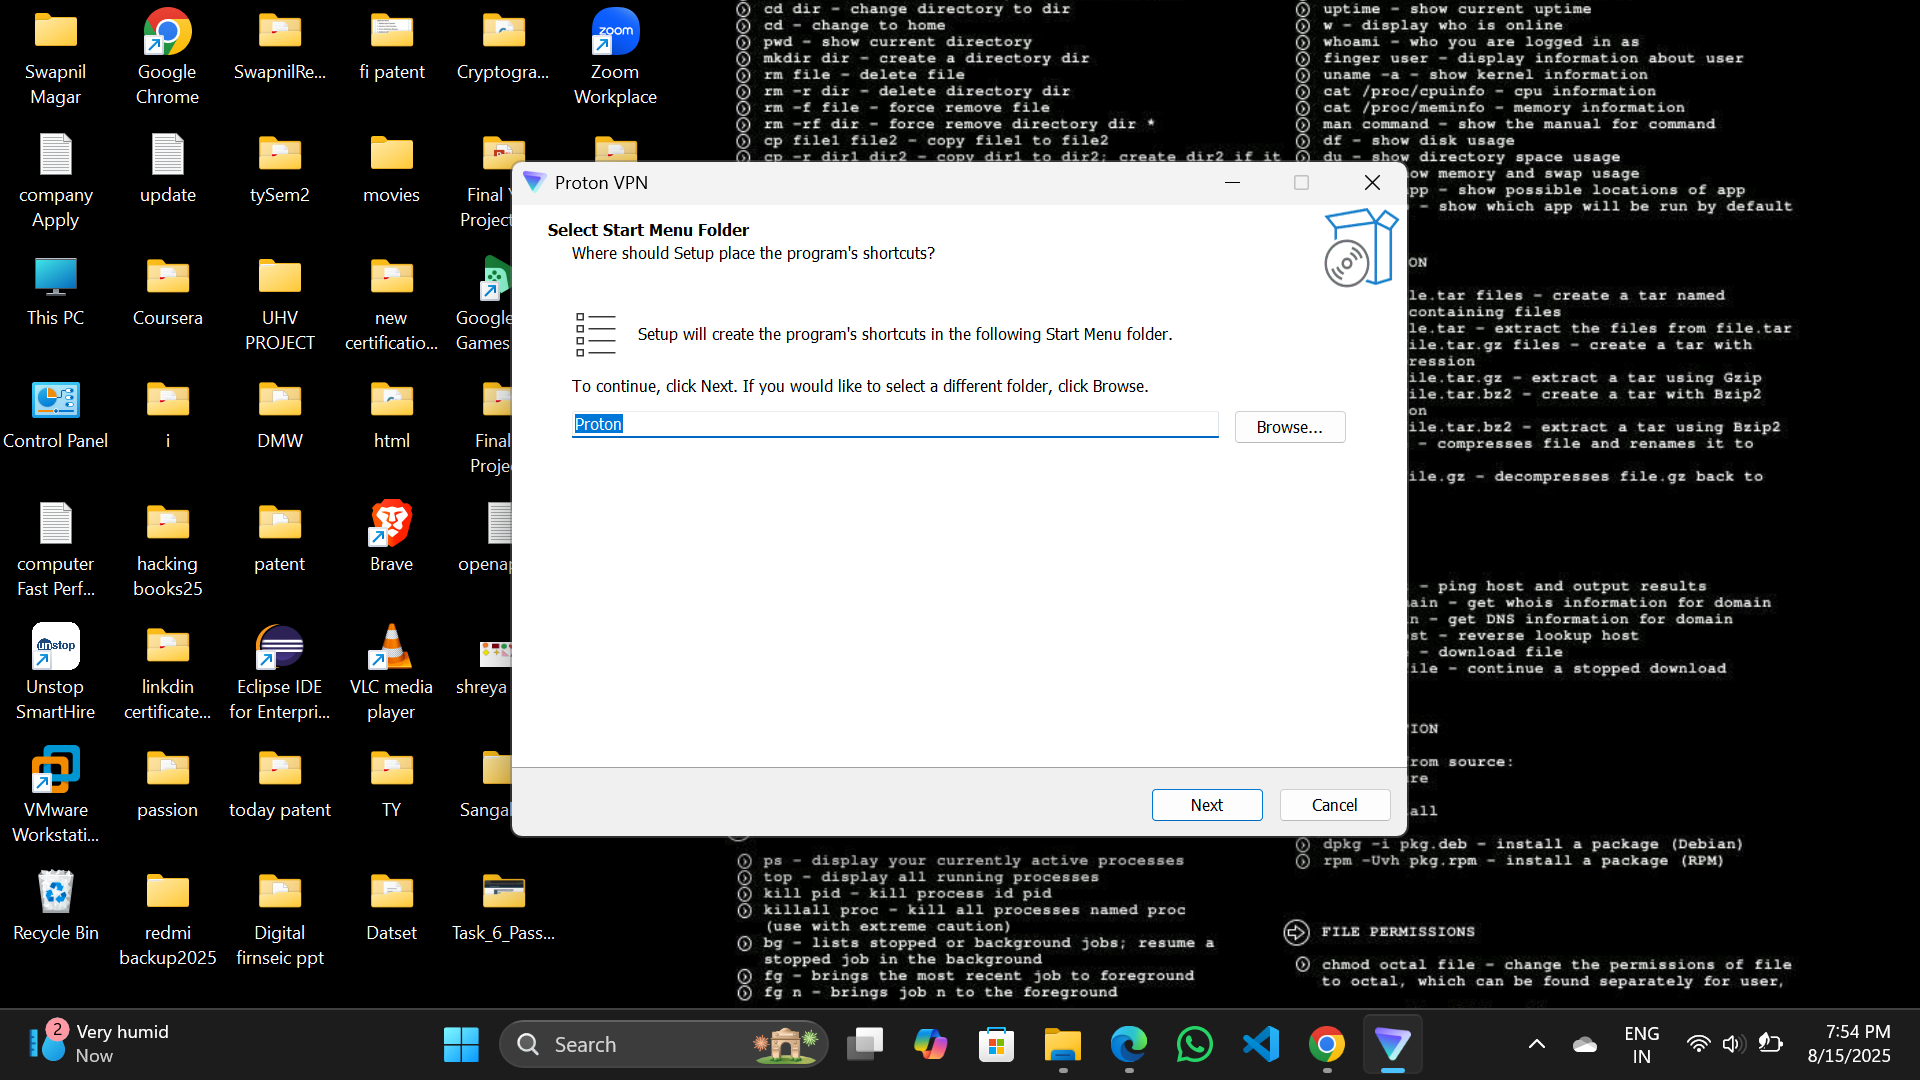 Swapnil
Magar
Google
Chrome
SwapnilRe...
fi patent
Cryptogra...
zoom
Zoom
Workplace
company
Apply
update
tySem2
movies
Final
Project
This PC
Coursera
UHV
PROJECT
new
certificatio...
Google
Games
Control Panel
i
DMW
html
Final
Proje
computer
Fast Perf...
hacking
books25
patent
Brave
openap
unstop
Unstop
SmartHire
linkdin
certificate...
Eclipse IDE
for Enterpri...
VLC media
player
shreya
VMware
Workstati...
passion
today patent
TY
Sangal
Recycle Bin
redmi
backup2025
Digital
firnseic ppt
Datset
Task_6_Pass...
cd dir - change directory to dir
cd - change to home
pwd - show current directory
mkdir dir - create a directory dir
rm file - delete file
rm -r dir - delete directory dir
rm -f file - force remove file
rm -rf dir - force remove directory dir *
cp file1 file2 - copy file1 to file2
cp -r dir1 dir2 - copy dir1 to dir2; create dir2 if it
uptime - show current uptime
w - display who is online
whoami - who you are logged in as
finger user - display information about user
uname -a - show kernel information
cat /proc/cpuinfo - cpu information
cat /proc/meminfo - memory information
man command - show the manual for command
df - show disk usage
du - show directory space usage
how memory and swap usage
pp - show possible locations of app
- show which app will be run by default
Proton VPN
Select Start Menu Folder
Where should Setup place the program's shortcuts?
Setup will create the program's shortcuts in the following Start Menu folder.
To continue, click Next. If you would like to select a different folder, click Browse.
Proton
Browse...
Next
Cancel
ON
le.tar files - create a tar named
containing files
le.tar - extract the files from file.tar
le.tar.gz files - create a tar with
ression
ile.tar.gz - extract a tar using Gzip
ile.tar.bz2 - create a tar with Bzip2
on
ile.tar.bz2 - extract a tar using Bzip2
- compresses file and renames it to
ile.gz - decompresses file.gz back to
- ping host and output results
ain - get whois information for domain
n - get DNS information for domain
st - reverse lookup host
- download file
ile - continue a stopped download
ION
rom source:
re
all
dpkg -i pkg.deb - install a package (Debian)
rpm -Uvh pkg.rpm - install a package (RPM)
ps - display your currently active processes
top - display all running processes
kill pid - kill process id pid
killall proc - kill all processes named proc
(use with extreme caution)
bg - lists stopped or background jobs; resume a
stopped job in the background
fg - brings the most recent job to foreground
fg n - brings job n to the foreground
FILE PERMISSIONS
chmod octal file - change the permissions of file
to octal, which can be found separately for user,
2
Very humid
Now
Search
ENG
IN
7:54 PM
8/15/2025